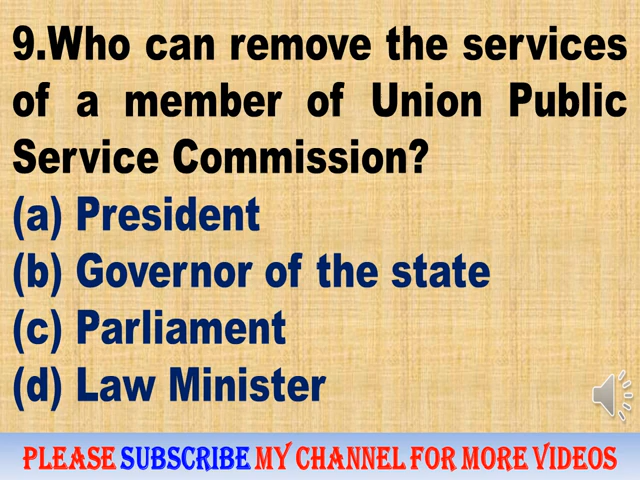 9.Who can remove the services
of a member of Union Public
Service Commission?
(a) President
(b) Governor of the state
(c) Parliament
(d) Law Minister
PLEASE SUBSCRIBE MY CHANNEL FOR MORE VIDEOS